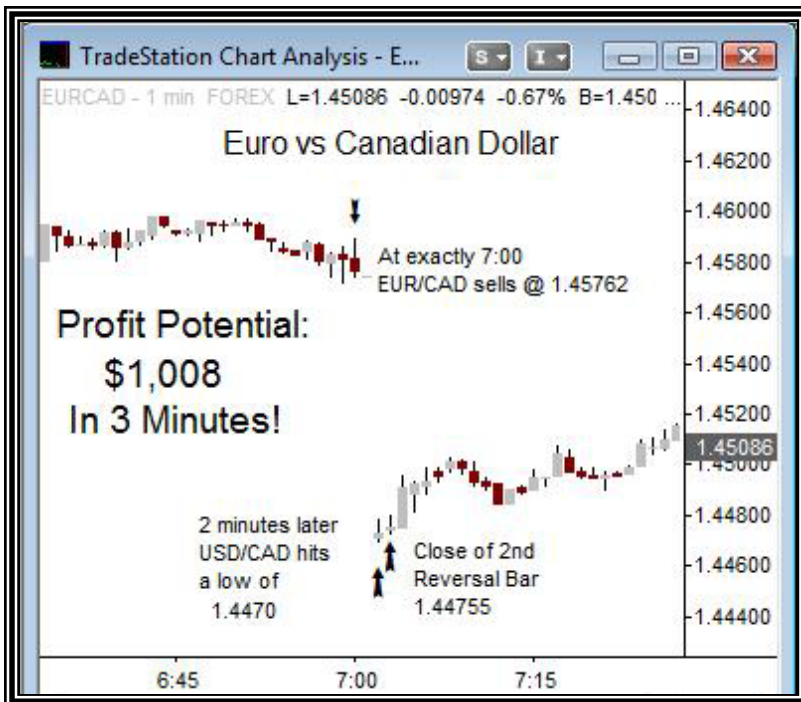 TradeStation Chart Analysis - E...
S
I
EURCAD - 1 min FOREX L=1.45086 -0.00974 -0.67% B=1.450 ...
Euro vs Canadian Dollar
At exactly 7:00
EUR/CAD sells @ 1.45762
Profit Potential:
$1,008
In 3 Minutes!
2 minutes later
USD/CAD hits
a low of
1.4470
Close of 2nd
Reversal Bar
1.44755
1.46400
1.46200
1.46000
1.45800
1.45600
1.45400
1.45200
1.45086
1.45000
1.44800
1.44600
1.44400
6:45
7:00
7:15